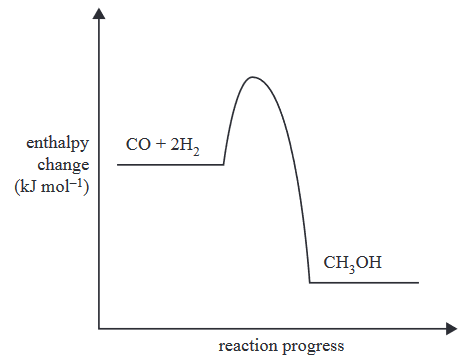 enthalpy
change
(kJ mol⁻¹)
CO + 2H₂
CH₃OH
reaction progress